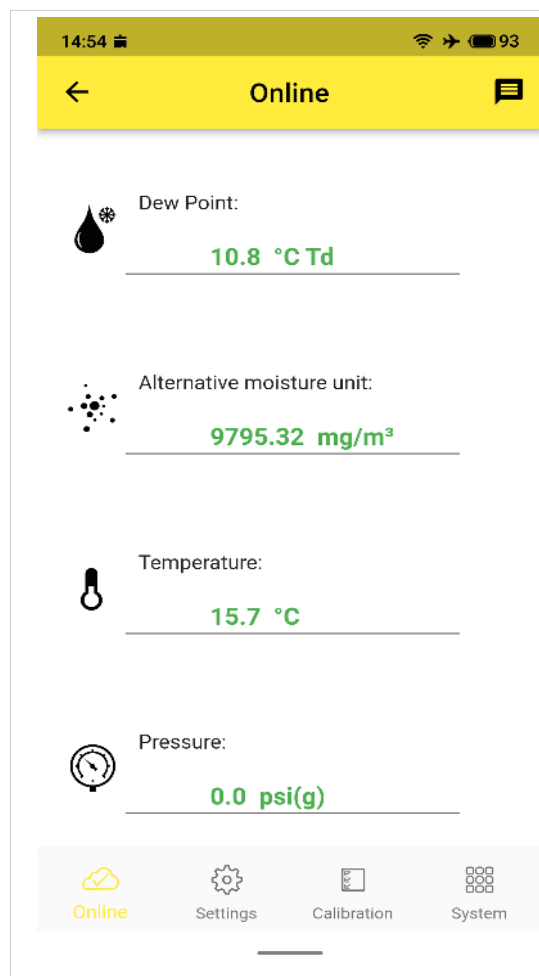 14:54 93
Online
Dew Point:
10.8 °C Td
Alternative moisture unit:
9795.32 mg/m³
Temperature:
15.7 °C
Pressure:
0.0 psi(g)
Online Settings Calibration System